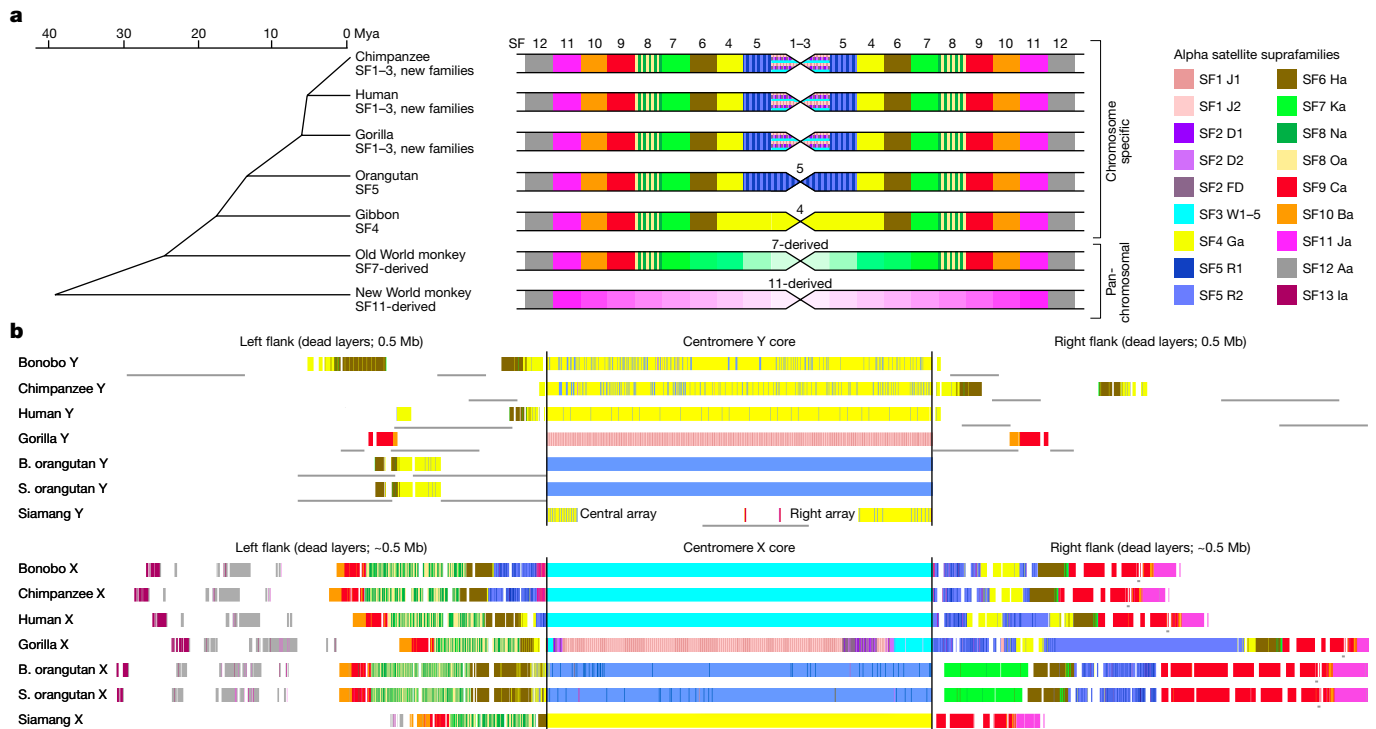 a
40 30 20 10 0 Mya
Chimpanzee
SF1–3, new families
Human
SF1–3, new families
Gorilla
SF1–3, new families
Orangutan
SF5
Gibbon
SF4
Old World monkey
SF7-derived
New World monkey
SF11-derived
SF 12 11 10 9 8 7 6 4 5 1–3 5 4 6 7 8 9 10 11 12
5
4
7-derived
11-derived
Chromosome
specific
Pan-
chromosomal
Alpha satellite suprafamilies
SF1 J1
SF1 J2
SF2 D1
SF2 D2
SF2 FD
SF3 W1–5
SF4 Ga
SF5 R1
SF5 R2
SF6 Ha
SF7 Ka
SF8 Na
SF8 Oa
SF9 Ca
SF10 Ba
SF11 Ja
SF12 Aa
SF13 Ia
b
Left flank (dead layers; 0.5 Mb) Centromere Y core Right flank (dead layers; 0.5 Mb)
Bonobo Y
Chimpanzee Y
Human Y
Gorilla Y
B. orangutan Y
S. orangutan Y
Siamang Y Central array Right array
Left flank (dead layers; ~0.5 Mb) Centromere X core Right flank (dead layers; ~0.5 Mb)
Bonobo X
Chimpanzee X
Human X
Gorilla X
B. orangutan X
S. orangutan X
Siamang X